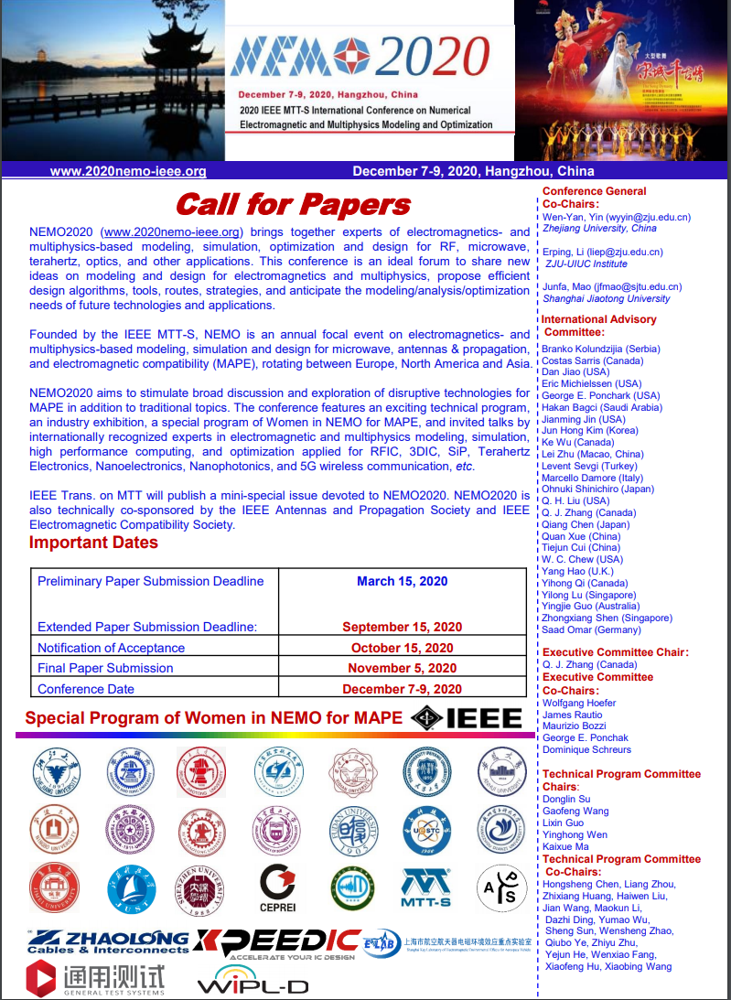 NEMO2020
December 7-9, 2020, Hangzhou, China
2020 IEEE MTT-S International Conference on Numerical
Electromagnetic and Multiphysics Modeling and Optimization
大型歌舞
宋城千古情
www.2020nemo-ieee.org December 7-9, 2020, Hangzhou, China
Call for Papers
NEMO2020 (www.2020nemo-ieee.org) brings together experts of electromagnetics- and
multiphysics-based modeling, simulation, optimization and design for RF, microwave,
terahertz, optics, and other applications. This conference is an ideal forum to share new
ideas on modeling and design for electromagnetics and multiphysics, propose efficient
design algorithms, tools, routes, strategies, and anticipate the modeling/analysis/optimization
needs of future technologies and applications.
Founded by the IEEE MTT-S, NEMO is an annual focal event on electromagnetics- and
multiphysics-based modeling, simulation and design for microwave, antennas & propagation,
and electromagnetic compatibility (MAPE), rotating between Europe, North America and Asia.
NEMO2020 aims to stimulate broad discussion and exploration of disruptive technologies for
MAPE in addition to traditional topics. The conference features an exciting technical program,
an industry exhibition, a special program of Women in NEMO for MAPE, and invited talks by
internationally recognized experts in electromagnetic and multiphysics modeling, simulation,
high performance computing, and optimization applied for RFIC, 3DIC, SiP, Terahertz
Electronics, Nanoelectronics, Nanophotonics, and 5G wireless communication, etc.
IEEE Trans. on MTT will publish a mini-special issue devoted to NEMO2020. NEMO2020 is
also technically co-sponsored by the IEEE Antennas and Propagation Society and IEEE
Electromagnetic Compatibility Society.
Important Dates
Preliminary Paper Submission Deadline March 15, 2020
Extended Paper Submission Deadline: September 15, 2020
Notification of Acceptance October 15, 2020
Final Paper Submission November 5, 2020
Conference Date December 7-9, 2020
Special Program of Women in NEMO for MAPE IEEE
CEPREI
MTT-S
APS
ZHAOLONG
Cables & Interconnects
XPEEDIC
ACCELERATE YOUR IC DESIGN
上海市航空航天器电磁环境效应重点实验室
通用测试
GENERAL TEST SYSTEMS
WIPL-D
Conference General
Co-Chairs:
Wen-Yan, Yin (wyyin@zju.edu.cn)
Zhejiang University, China
Erping, Li (liep@zju.edu.cn)
ZJU-UIUC Institute
Junfa, Mao (jfmao@sjtu.edu.cn)
Shanghai Jiaotong University
International Advisory
Committee:
Branko Kolundzija (Serbia)
Costas Sarris (Canada)
Dan Jiao (USA)
Eric Michielssen (USA)
George E. Ponchark (USA)
Hakan Bagci (Saudi Arabia)
Jianming Jin (USA)
Jun Hong Kim (Korea)
Ke Wu (Canada)
Lei Zhu (Macao, China)
Levent Sevgi (Turkey)
Marcello Damore (Italy)
Ohnuki Shinichiro (Japan)
Q. H. Liu (USA)
Q. J. Zhang (Canada)
Qiang Chen (Japan)
Quan Xue (China)
Tiejun Cui (China)
W. C. Chew (USA)
Yang Hao (U.K.)
Yihong Qi (Canada)
Yilong Lu (Singapore)
Yingjie Guo (Australia)
Zhongxiang Shen (Singapore)
Saad Omar (Germany)
Executive Committee Chair:
Q. J. Zhang (Canada)
Executive Committee
Co-Chairs:
Wolfgang Hoefer
James Rautio
Maurizio Bozzi
George E. Ponchak
Dominique Schreurs
Technical Program Committee
Chairs:
Donglin Su
Gaofeng Wang
Lixin Guo
Yinghong Wen
Kaixue Ma
Technical Program Committee
Co-Chairs:
Hongsheng Chen, Liang Zhou,
Zhixiang Huang, Haiwen Liu,
Jian Wang, Maokun Li,
Dazhi Ding, Yumao Wu,
Sheng Sun, Wensheng Zhao,
Qiubo Ye, Zhiyu Zhu,
Yejun He, Wenxiao Fang,
Xiaofeng Hu, Xiaobing Wang